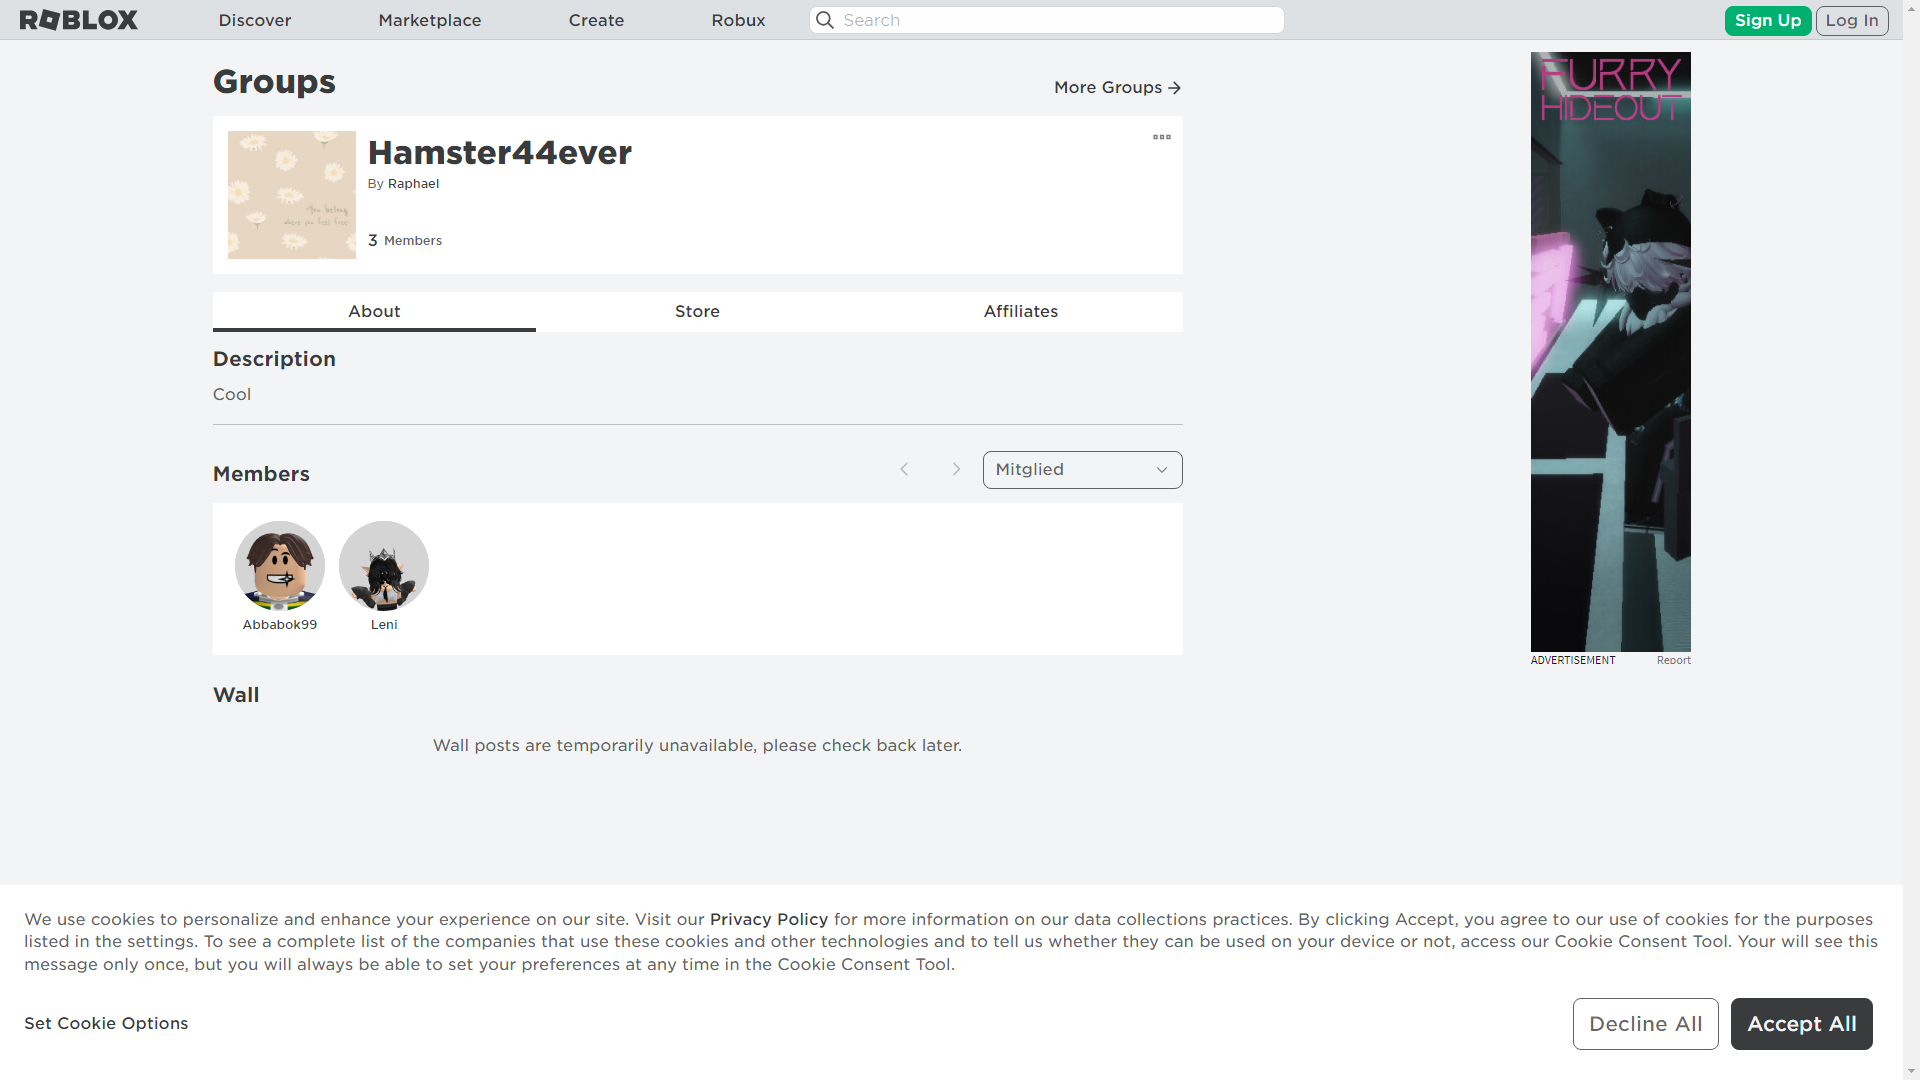 ROBLOX
Discover
Marketplace
Create
Robux
Search
Sign Up
Log In
Groups
More Groups
Hamster44ever
By Raphael
3 Members
You belong
where you feel free
About
Store
Affiliates
Description
Cool
Members
Mitglied
Abbabok99
Leni
Wall
Wall posts are temporarily unavailable, please check back later.
FURRY
HIDEOUT
ADVERTISEMENT
Report
We use cookies to personalize and enhance your experience on our site. Visit our Privacy Policy for more information on our data collections practices. By clicking Accept, you agree to our use of cookies for the purposes
listed in the settings. To see a complete list of the companies that use these cookies and other technologies and to tell us whether they can be used on your device or not, access our Cookie Consent Tool. Your will see this
message only once, but you will always be able to set your preferences at any time in the Cookie Consent Tool.
Set Cookie Options
Decline All
Accept All